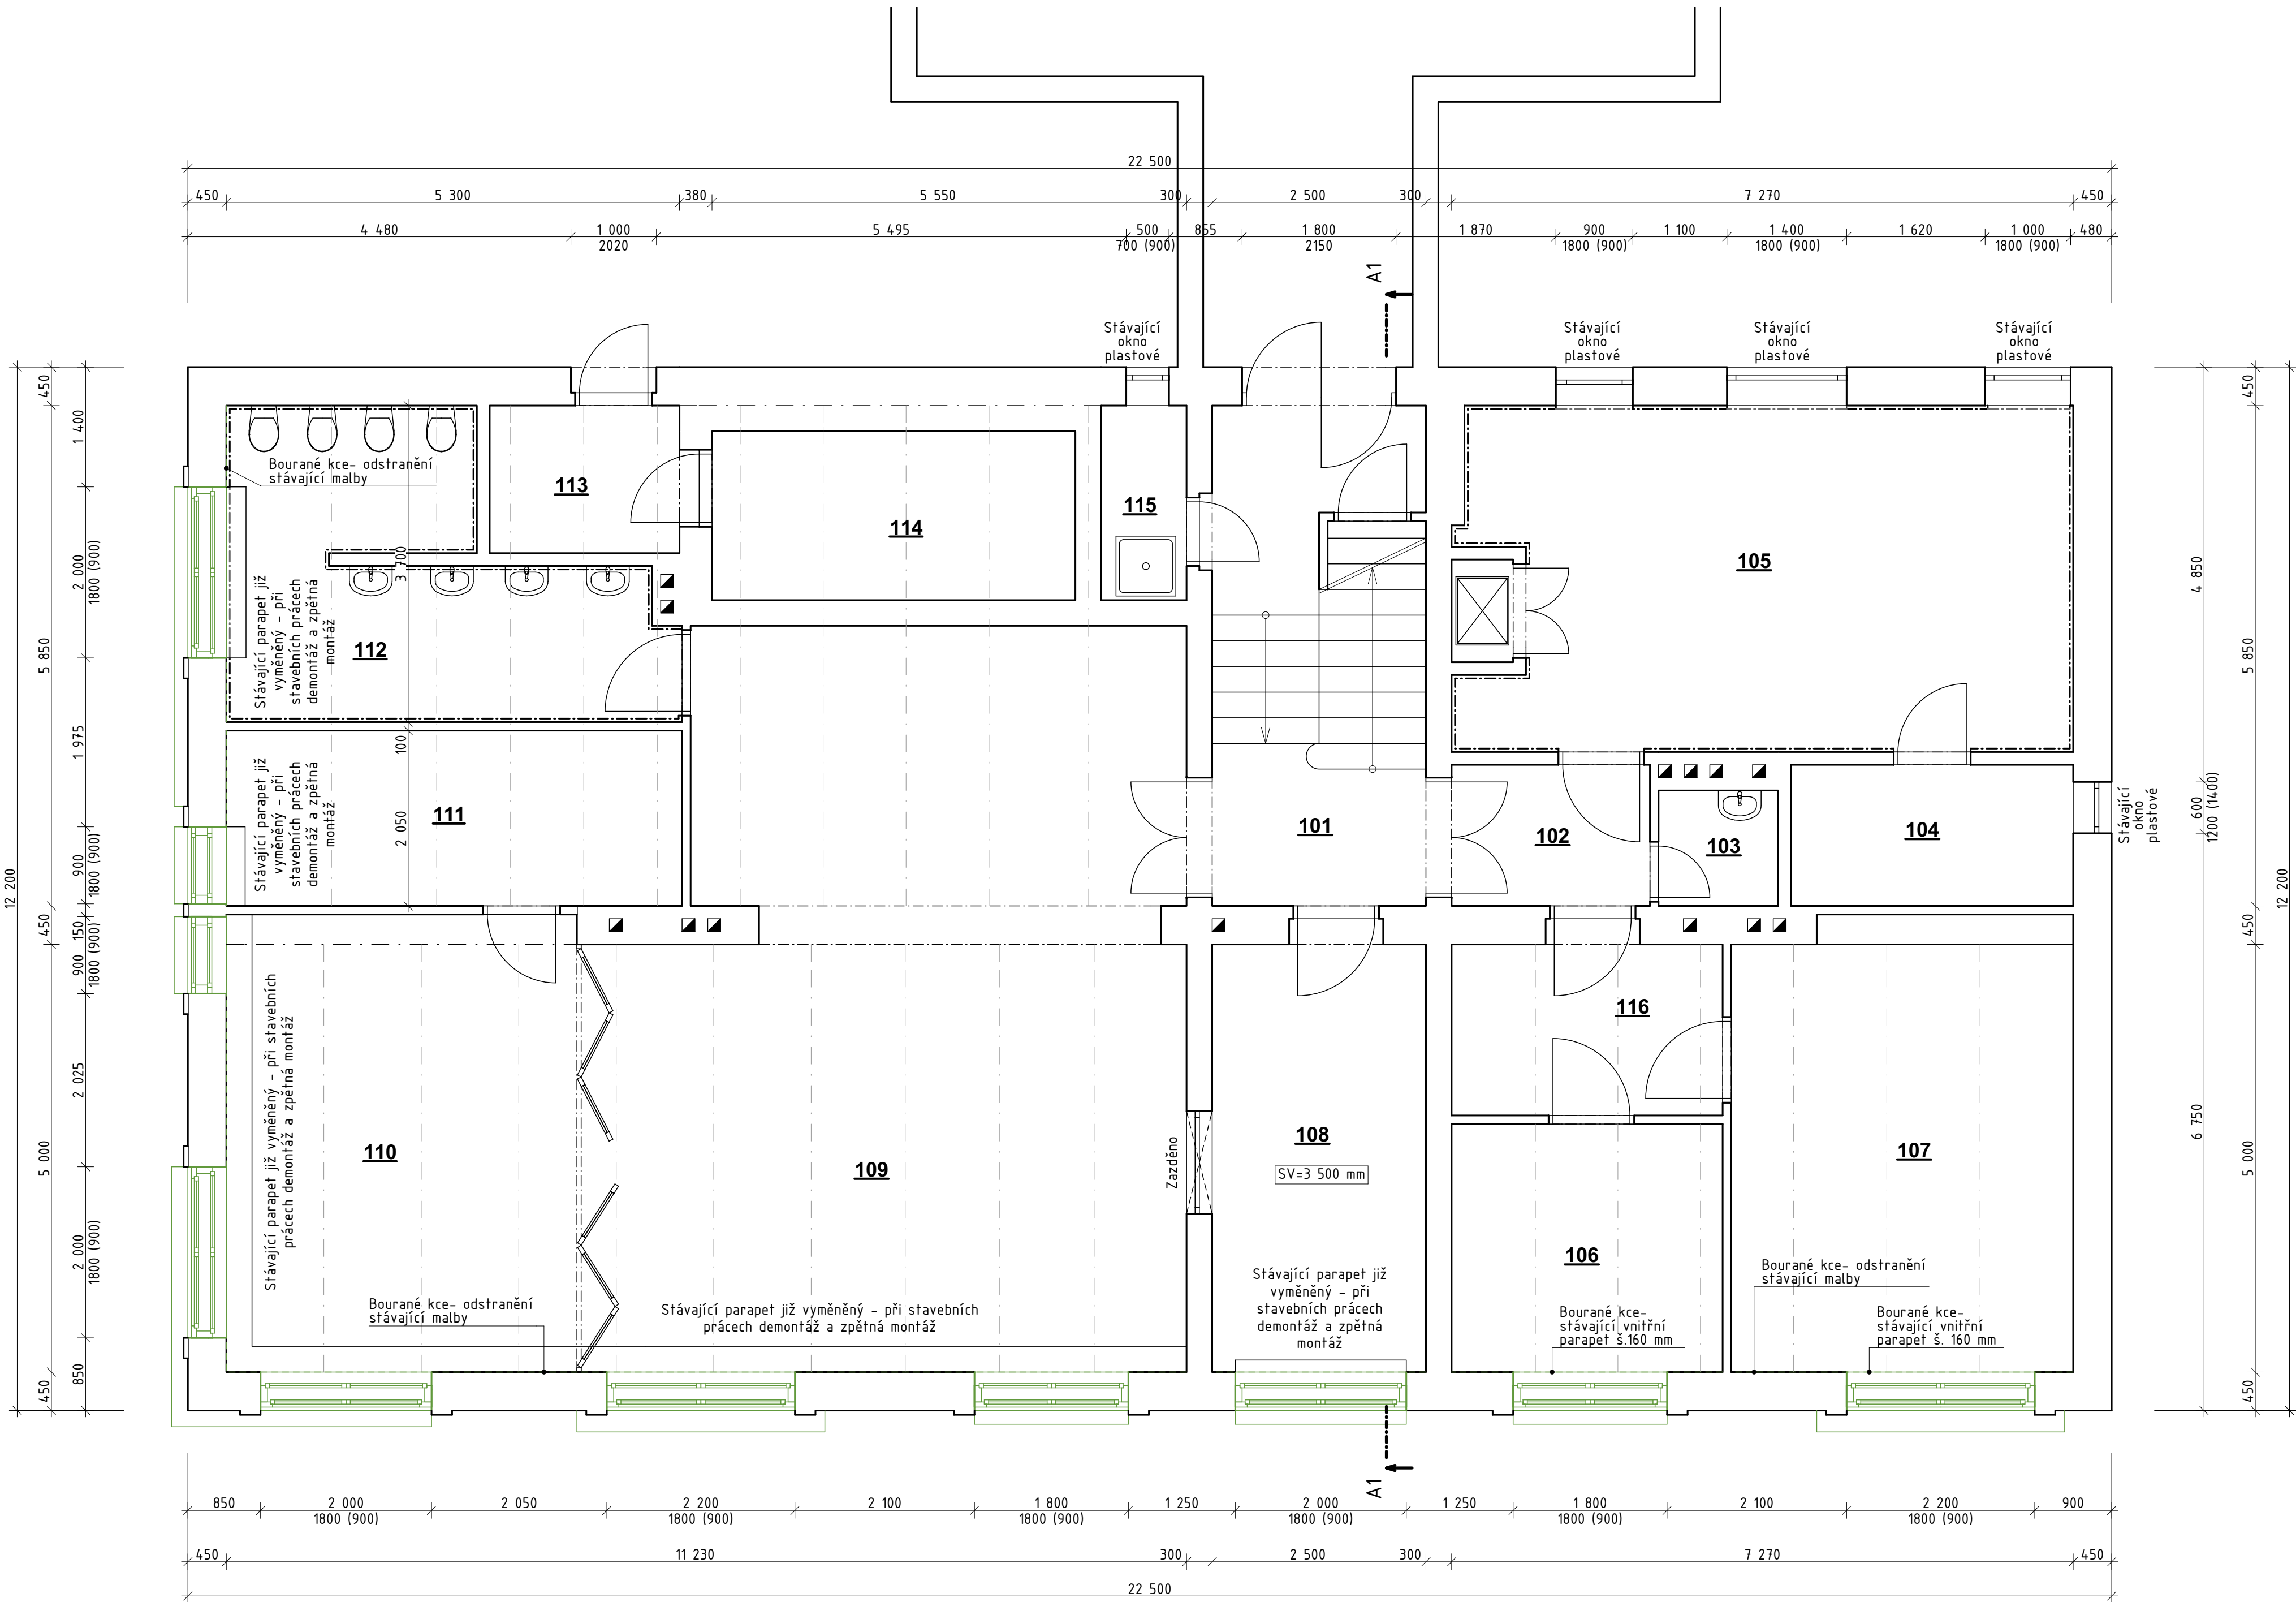 22 500
450
5 300
380
5 550
300
2 500
300
7 270
450
4 480
1 000
2020
5 495
500
700 (900)
855
1 800
2150
1 870
900
1800 (900)
1 100
1 400
1800 (900)
1 620
1 000
1800 (900)
480
A1
Stávající
okno
plastové
Stávající
okno
plastové
Stávající
okno
plastové
Stávající
okno
plastové
12 200
450
5 850
450
5 000
450
1 400
2 000
1800 (900)
1 975
900
1800 (900)
150
900
1800 (900)
2 025
2 000
1800 (900)
850
Bourané kce- odstranění
stávající malby
113
114
115
105
3 700
Stávající parapet již
vyměněný - při
stavebních prácech
demontáž a zpětná
montáž
112
100
Stávající parapet již
vyměněný - při
stavebních prácech
demontáž a zpětná
montáž
111
2 050
101
102
103
104
Stávající
okno
plastové
4 850
600
1200 (1400)
6 750
450
5 850
450
5 000
450
12 200
Stávající parapet již vyměněný - při stavebních
prácech demontáž a zpětná montáž
110
109
Zazděno
108
SV=3 500 mm
116
107
106
Bourané kce- odstranění
stávající malby
Stávající parapet již vyměněný - při stavebních
prácech demontáž a zpětná montáž
Stávající parapet již
vyměněný - při
stavebních prácech
demontáž a zpětná
montáž
Bourané kce-
stávající vnitřní
parapet š.160 mm
Bourané kce- odstranění
stávající malby
Bourané kce-
stávající vnitřní
parapet š. 160 mm
A1
850
2 000
1800 (900)
2 050
2 200
1800 (900)
2 100
1 800
1800 (900)
1 250
2 000
1800 (900)
1 250
1 800
1800 (900)
2 100
2 200
1800 (900)
900
450
11 230
300
2 500
300
7 270
450
22 500